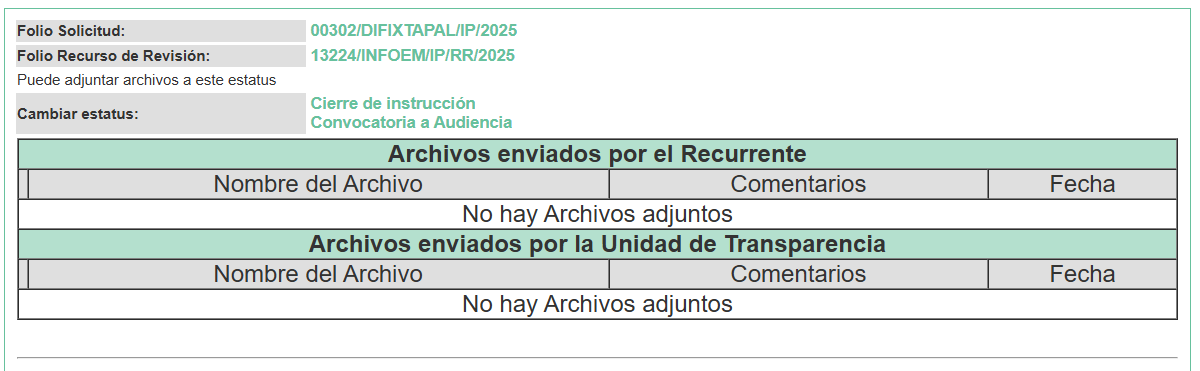 Folio Solicitud: 00302/DIFIXTAPAL/IP/2025
Folio Recurso de Revisión: 13224/INFOEM/IP/RR/2025
Puede adjuntar archivos a este estatus
Cambiar estatus: Cierre de instrucción
Convocatoria a Audiencia
Archivos enviados por el Recurrente
Nombre del Archivo Comentarios Fecha
No hay Archivos adjuntos
Archivos enviados por la Unidad de Transparencia
Nombre del Archivo Comentarios Fecha
No hay Archivos adjuntos